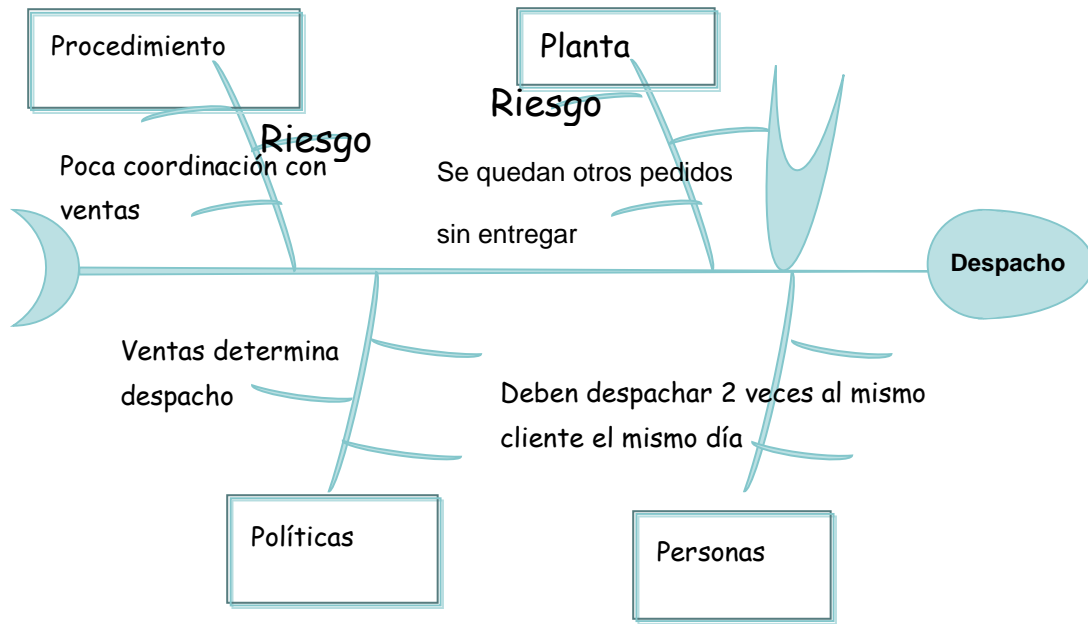 Procedimiento
Planta
Riesgo
Riesgo
Poca coordinación con
ventas
Se quedan otros pedidos
sin entregar
Despacho
Ventas determina
despacho
Deben despachar 2 veces al mismo
cliente el mismo día
Políticas
Personas